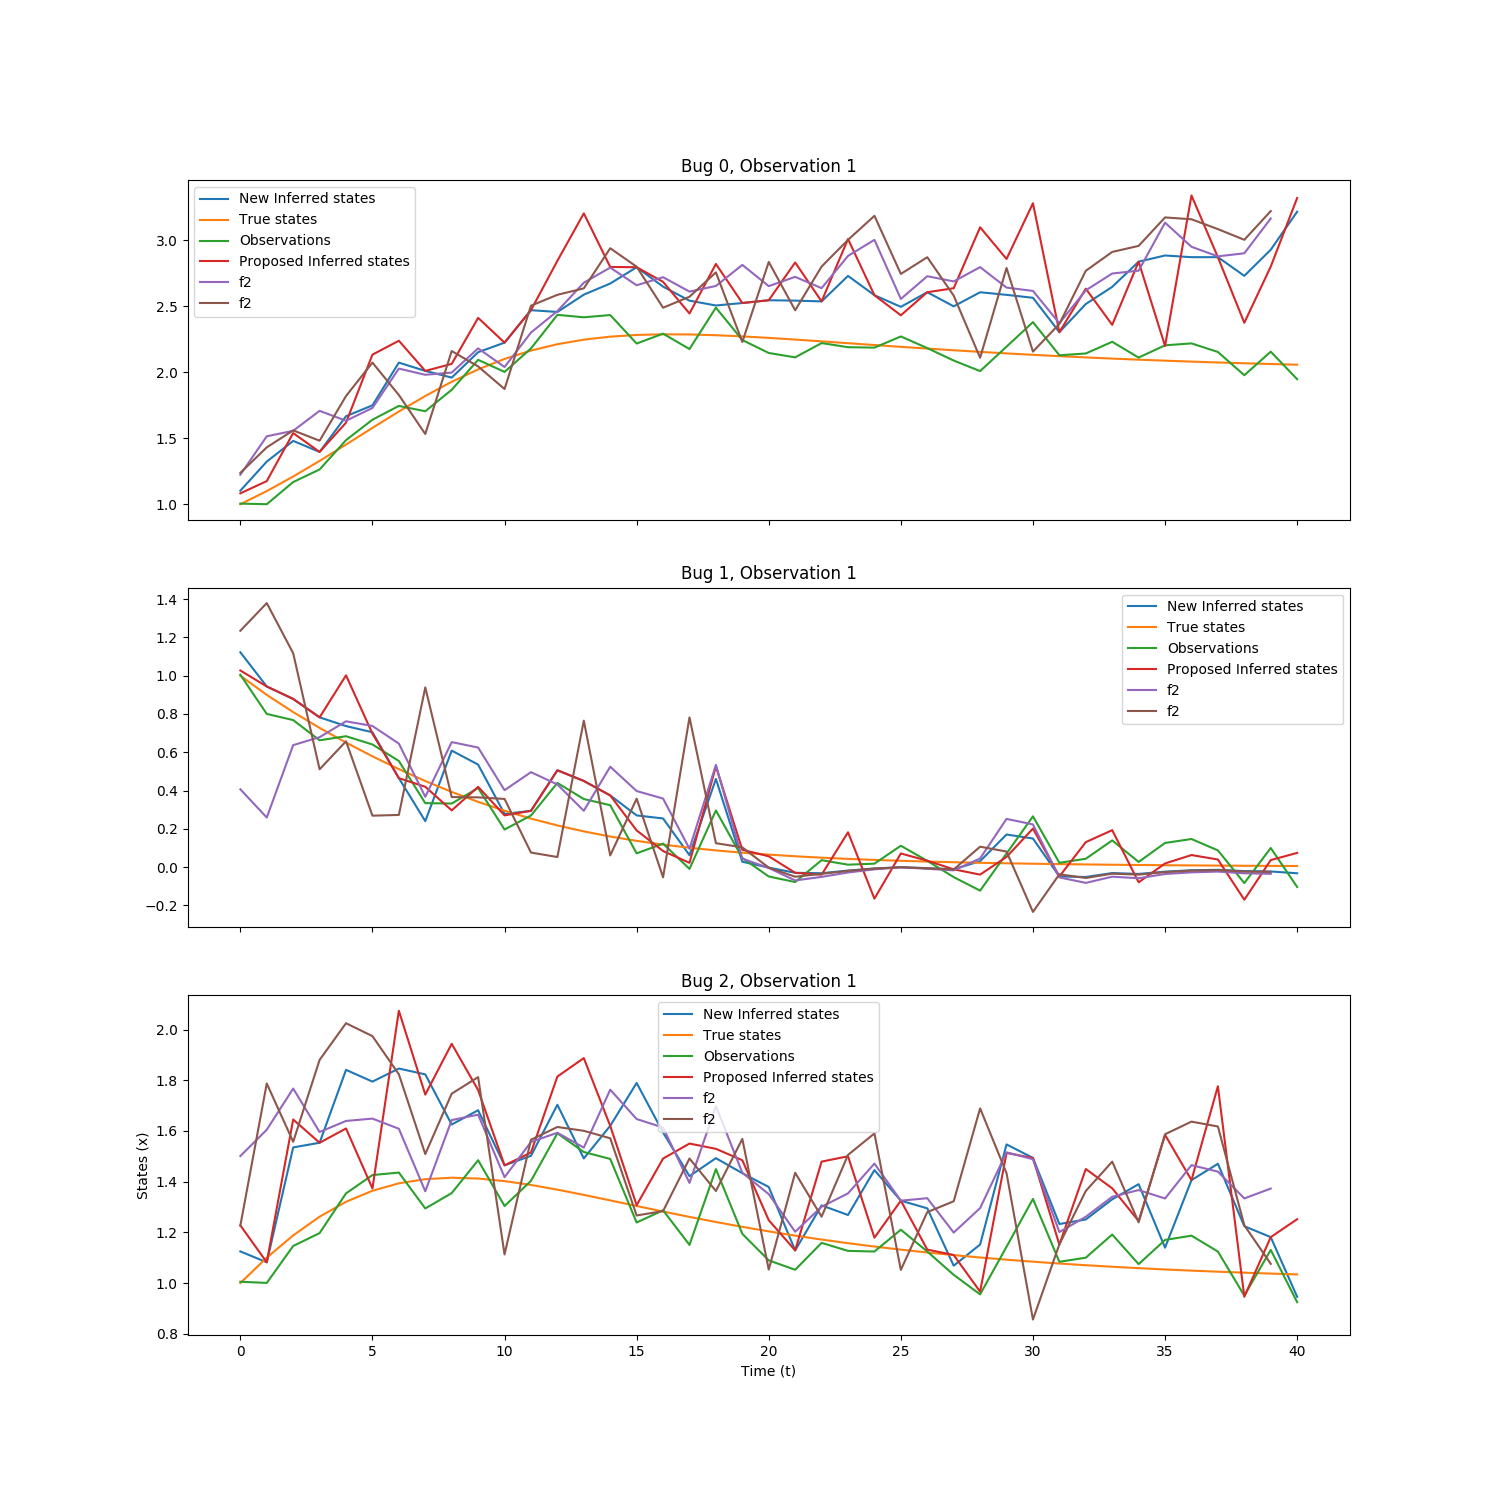 Bug 0, Observation 1
New Inferred states
True states
Observations
Proposed Inferred states
f2
f2
3.0
2.5
2.0
1.5
1.0
Bug 1, Observation 1
New Inferred states
True states
Observations
Proposed Inferred states
f2
f2
1.4
1.2
1.0
0.8
0.6
0.4
0.2
0.0
−0.2
Bug 2, Observation 1
New Inferred states
True states
Observations
Proposed Inferred states
f2
f2
States (x)
2.0
1.8
1.6
1.4
1.2
1.0
0.8
0 5 10 15 20 25 30 35 40
Time (t)